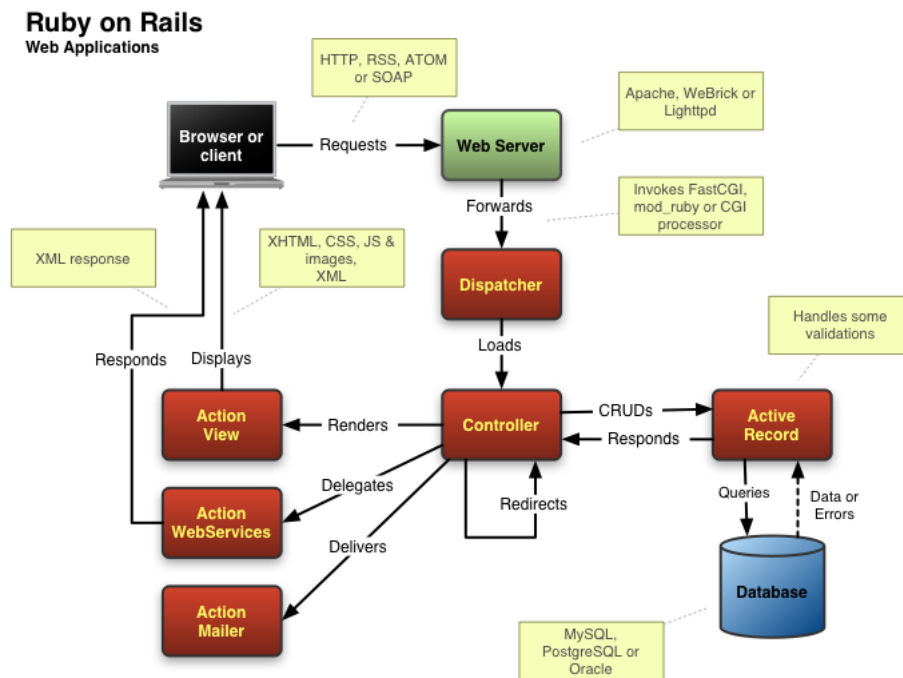 Ruby on Rails
Web Applications
HTTP, RSS, ATOM
or SOAP
Apache, WeBrick or
Lighttpd
Browser or
client
Requests
Web Server
Forwards
Invokes FastCGI,
mod_ruby or CGI
processor
XML response
XHTML, CSS, JS &
images,
XML
Dispatcher
Handles some
validations
Responds
Displays
Loads
Action
View
Renders
Controller
CRUDs
Responds
Active
Record
Delegates
Redirects
Queries
Data or
Errors
Action
WebServices
Delivers
Action
Mailer
Database
MySQL,
PostgreSQL or
Oracle